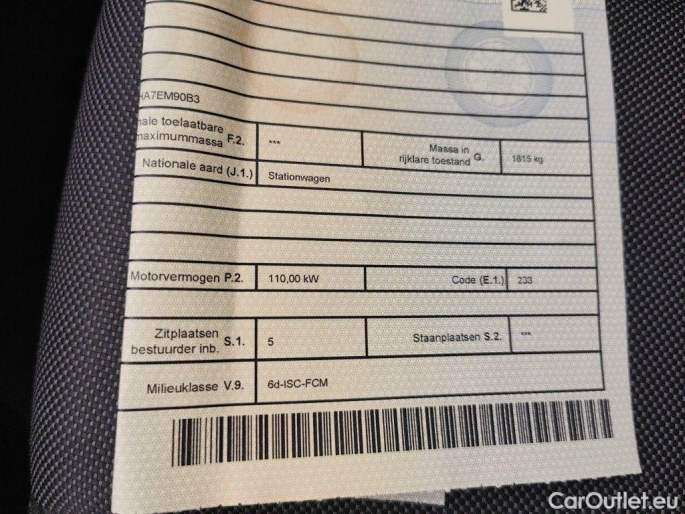 HA7EM90B3
ale toelaatbare
maximummassa F.2. ***
Massa in
rijklare toestand G. 1815 kg
Nationale aard (J.1.) Stationwagen
Motorvermogen P.2. 110,00 kW Code (E.1.) 233
Zitplaatsen
bestuurder inb. S.1. 5 Staanplaatsen S.2. ***
Milieuklasse V.9. 6d-ISC-FCM
CarOutlet.eu